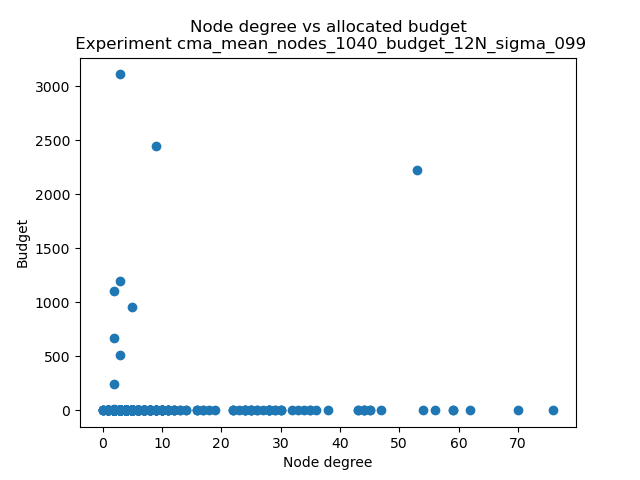 Node degree vs allocated budget
Experiment cma_mean_nodes_1040_budget_12N_sigma_099
3000
2500
2000
1500
1000
500
0
Budget
0 10 20 30 40 50 60 70
Node degree